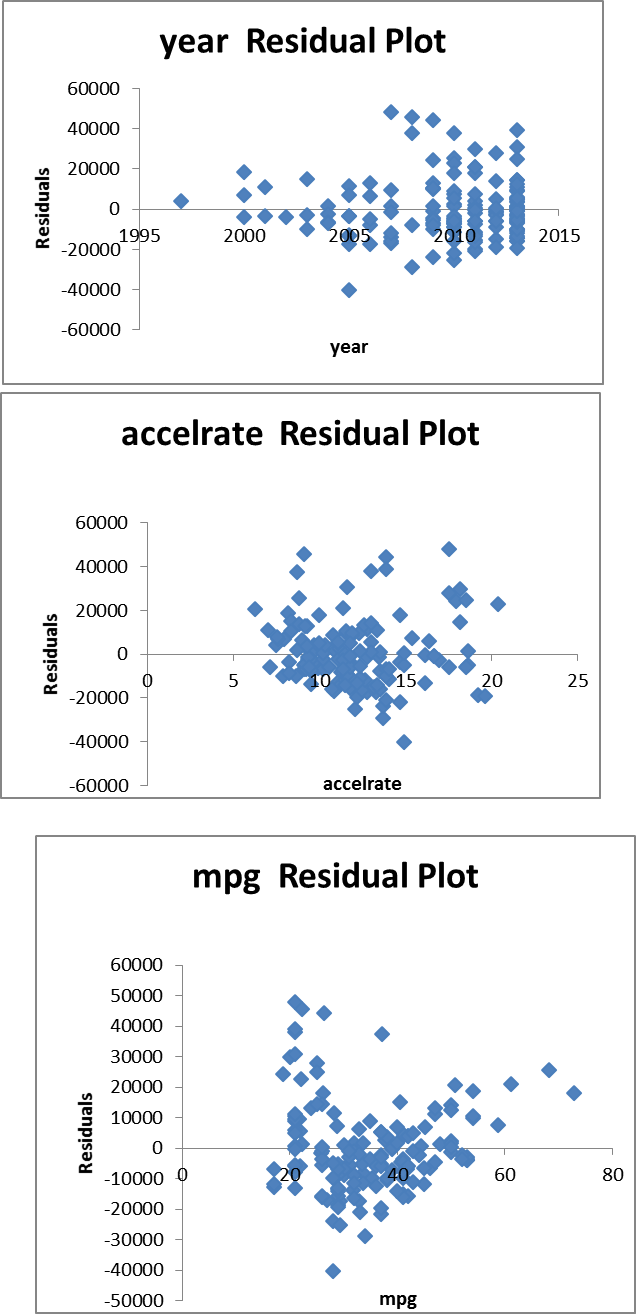 year Residual Plot
60000
40000
20000
0
-20000
-40000
-60000
1995 2000 2005 2010 2015
Residuals
year
accelrate Residual Plot
60000
40000
20000
0
-20000
-40000
-60000
0 5 10 15 20 25
Residuals
accelrate
mpg Residual Plot
60000
50000
40000
30000
20000
10000
0
-10000
-20000
-30000
-40000
-50000
0 20 40 60 80
Residuals
mpg